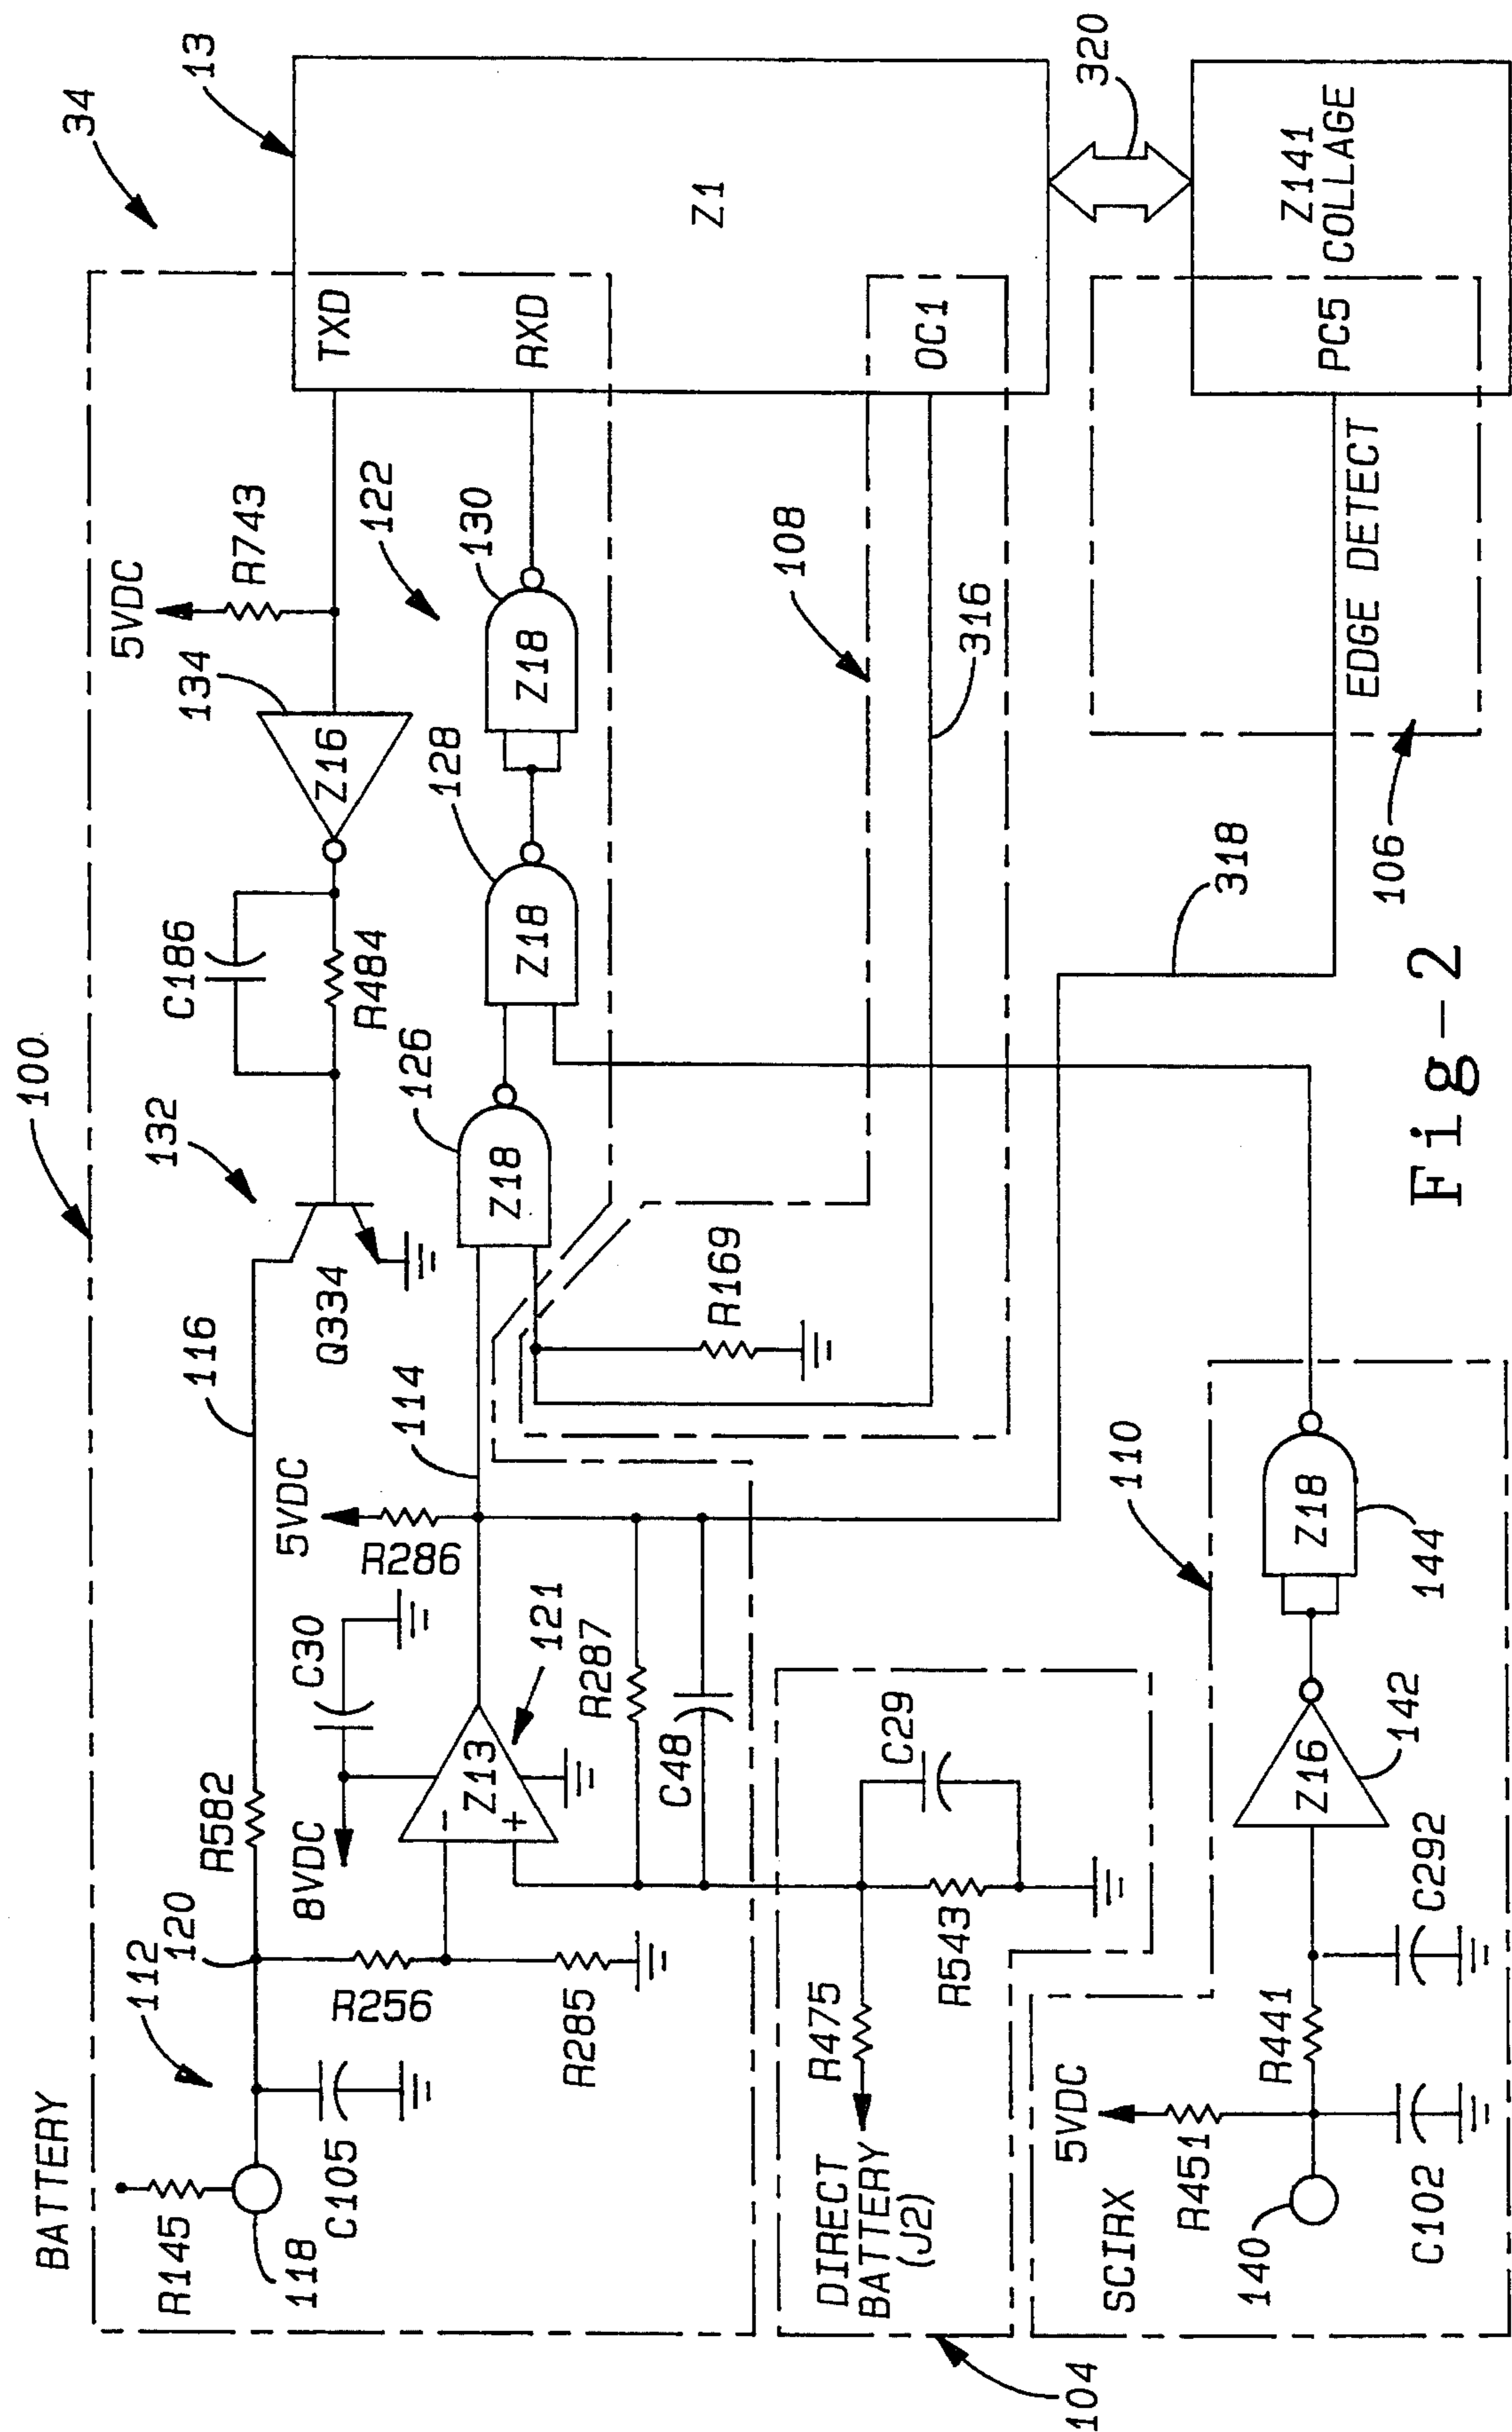 34
13
100
BATTERY
R145
118
C105
112
120
R582
116
132
Q334
C186
R484
134
Z16
5VDC
R743
TXD
RXD
Z1
122
130
Z18
128
Z18
126
Z18
114
5VDC
R286
8VDC
C30
Z13
-
+
121
R256
R285
R287
C48
R169
108
OC1
316
DIRECT
BATTERY
(J2)
R475
R543
C29
104
SCIRX
5VDC
R451
140
C102
R441
C292
Z16
142
Z18
144
110
318
EDGE DETECT
106
PC5
Z141
COLLAGE
320
Fig-2